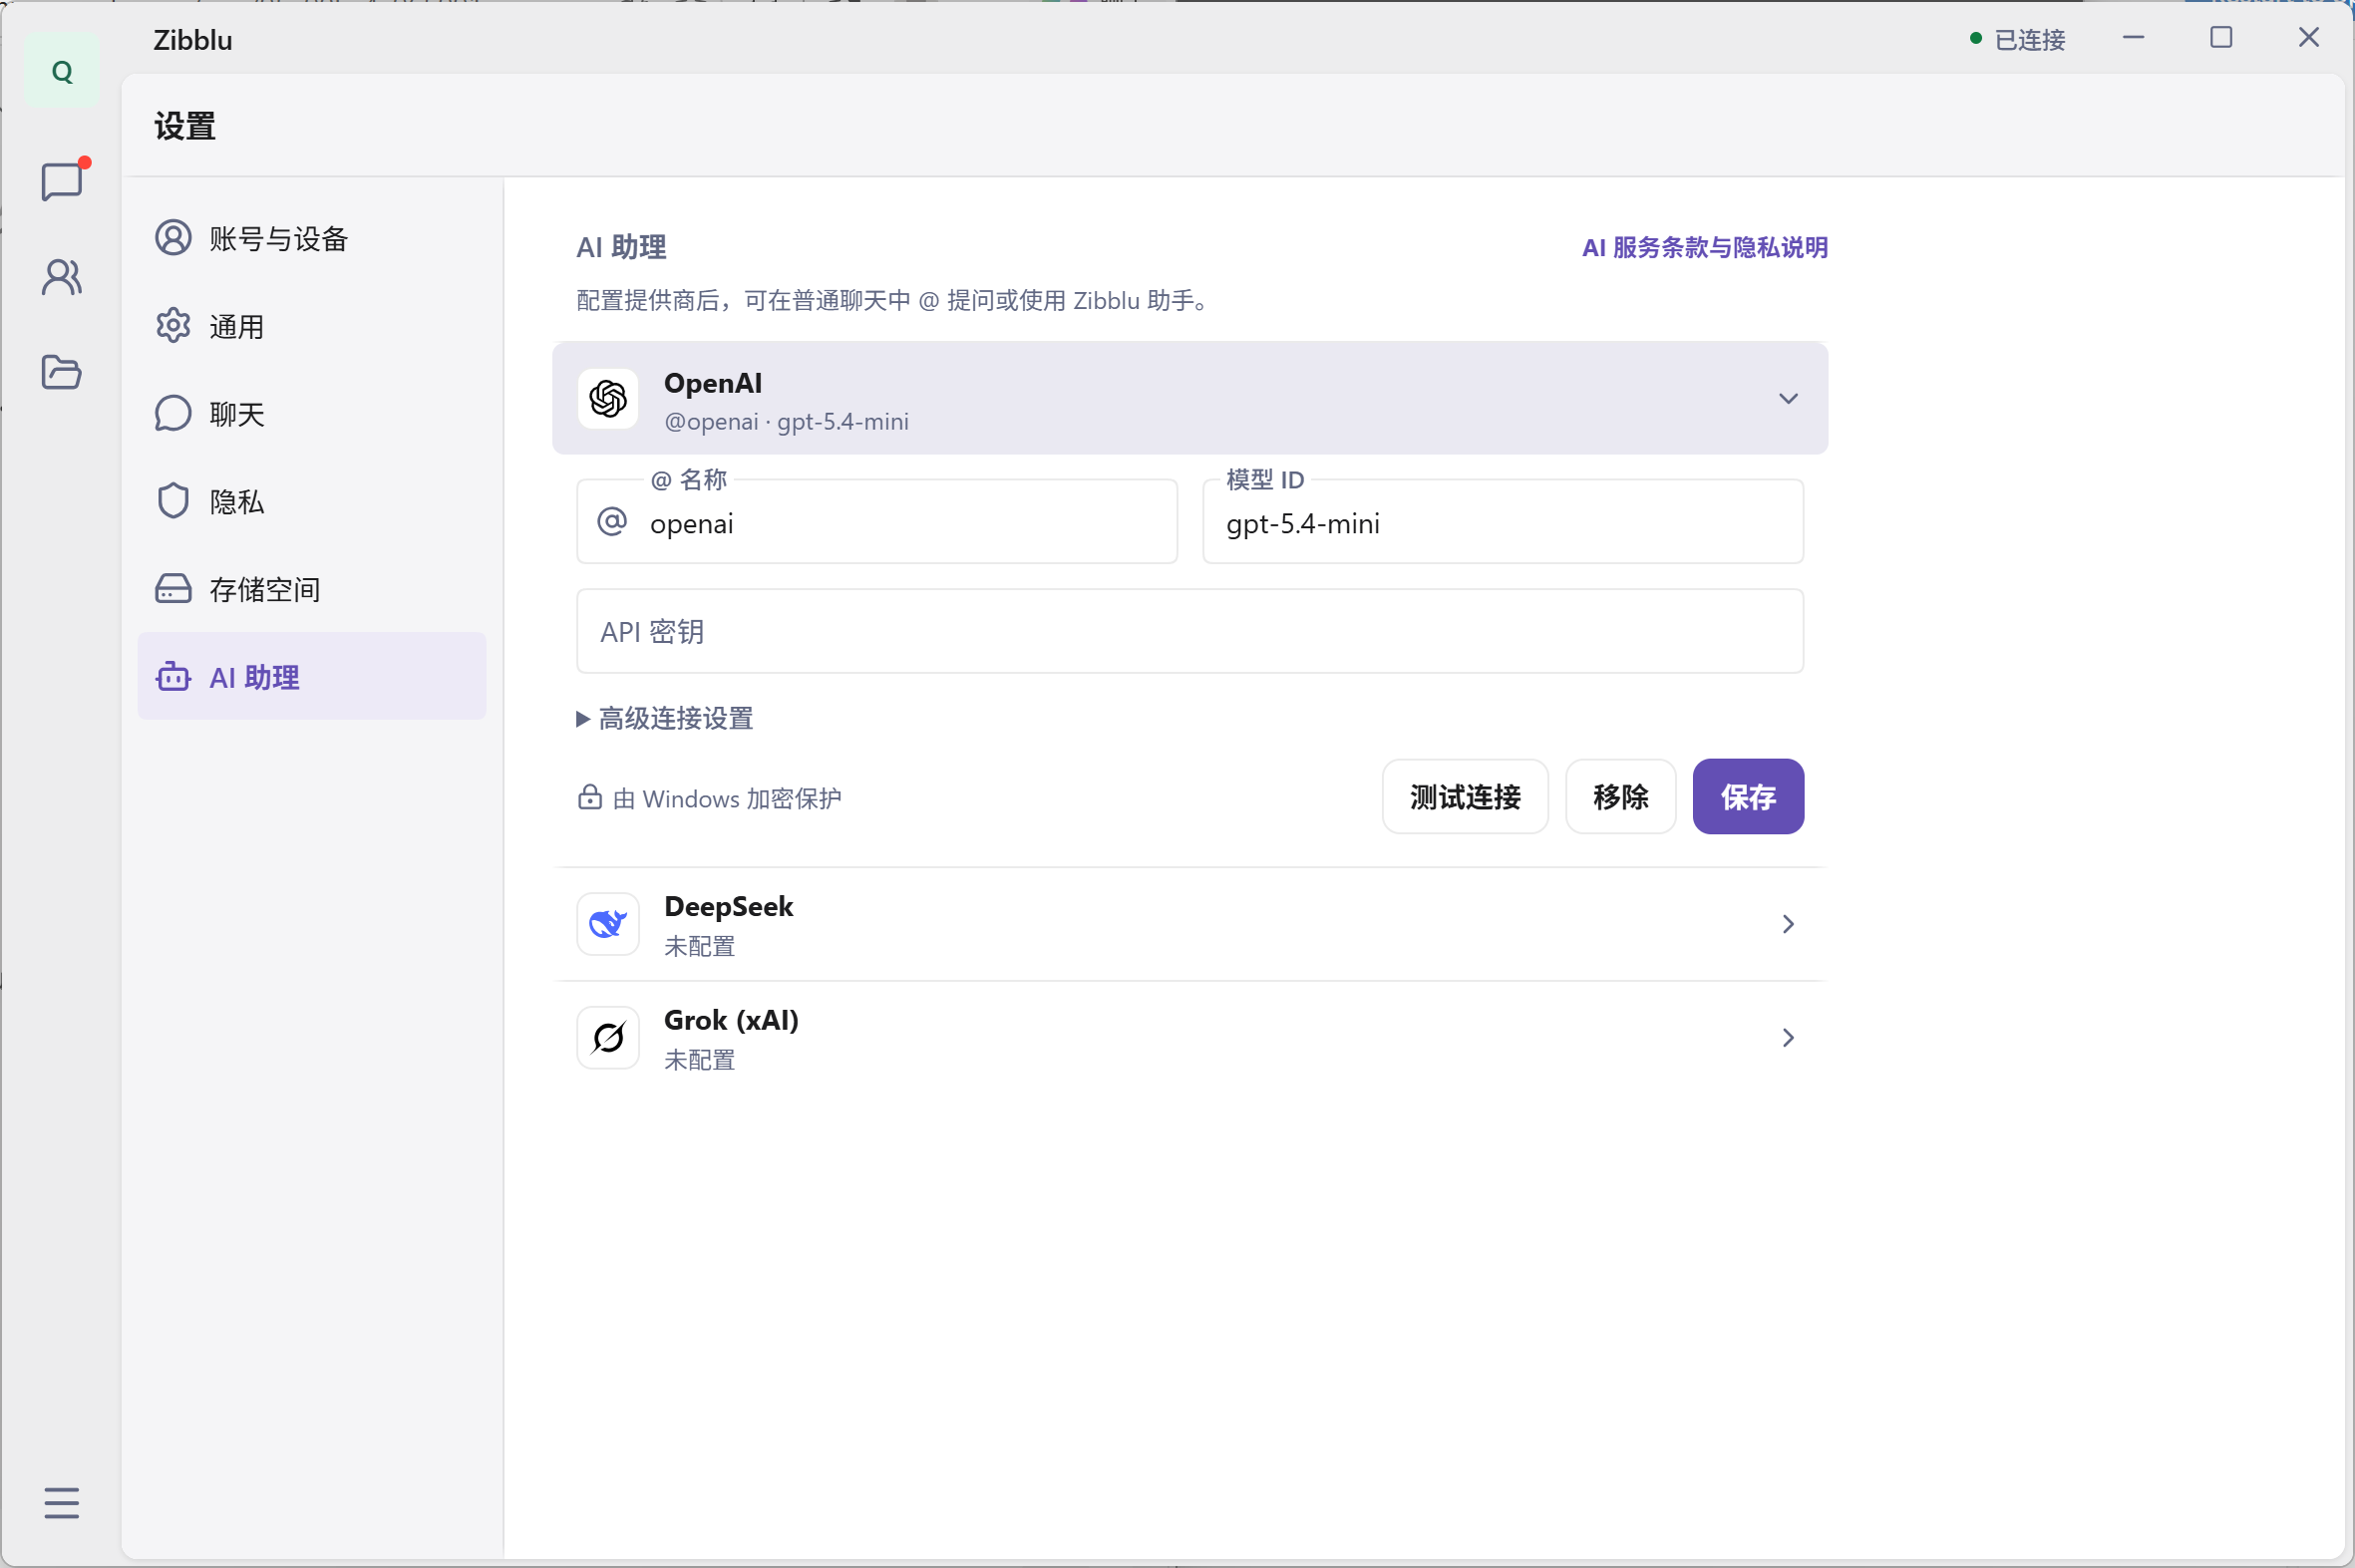 Zibblu
已连接
Q
设置
账号与设备
通用
聊天
隐私
存储空间
AI 助理
AI 助理
AI 服务条款与隐私说明
配置提供商后，可在普通聊天中 @ 提问或使用 Zibblu 助手。
OpenAI
@openai · gpt-5.4-mini
@ 名称
openai
模型 ID
gpt-5.4-mini
API 密钥
高级连接设置
由 Windows 加密保护
测试连接
移除
保存
DeepSeek
未配置
Grok (xAI)
未配置